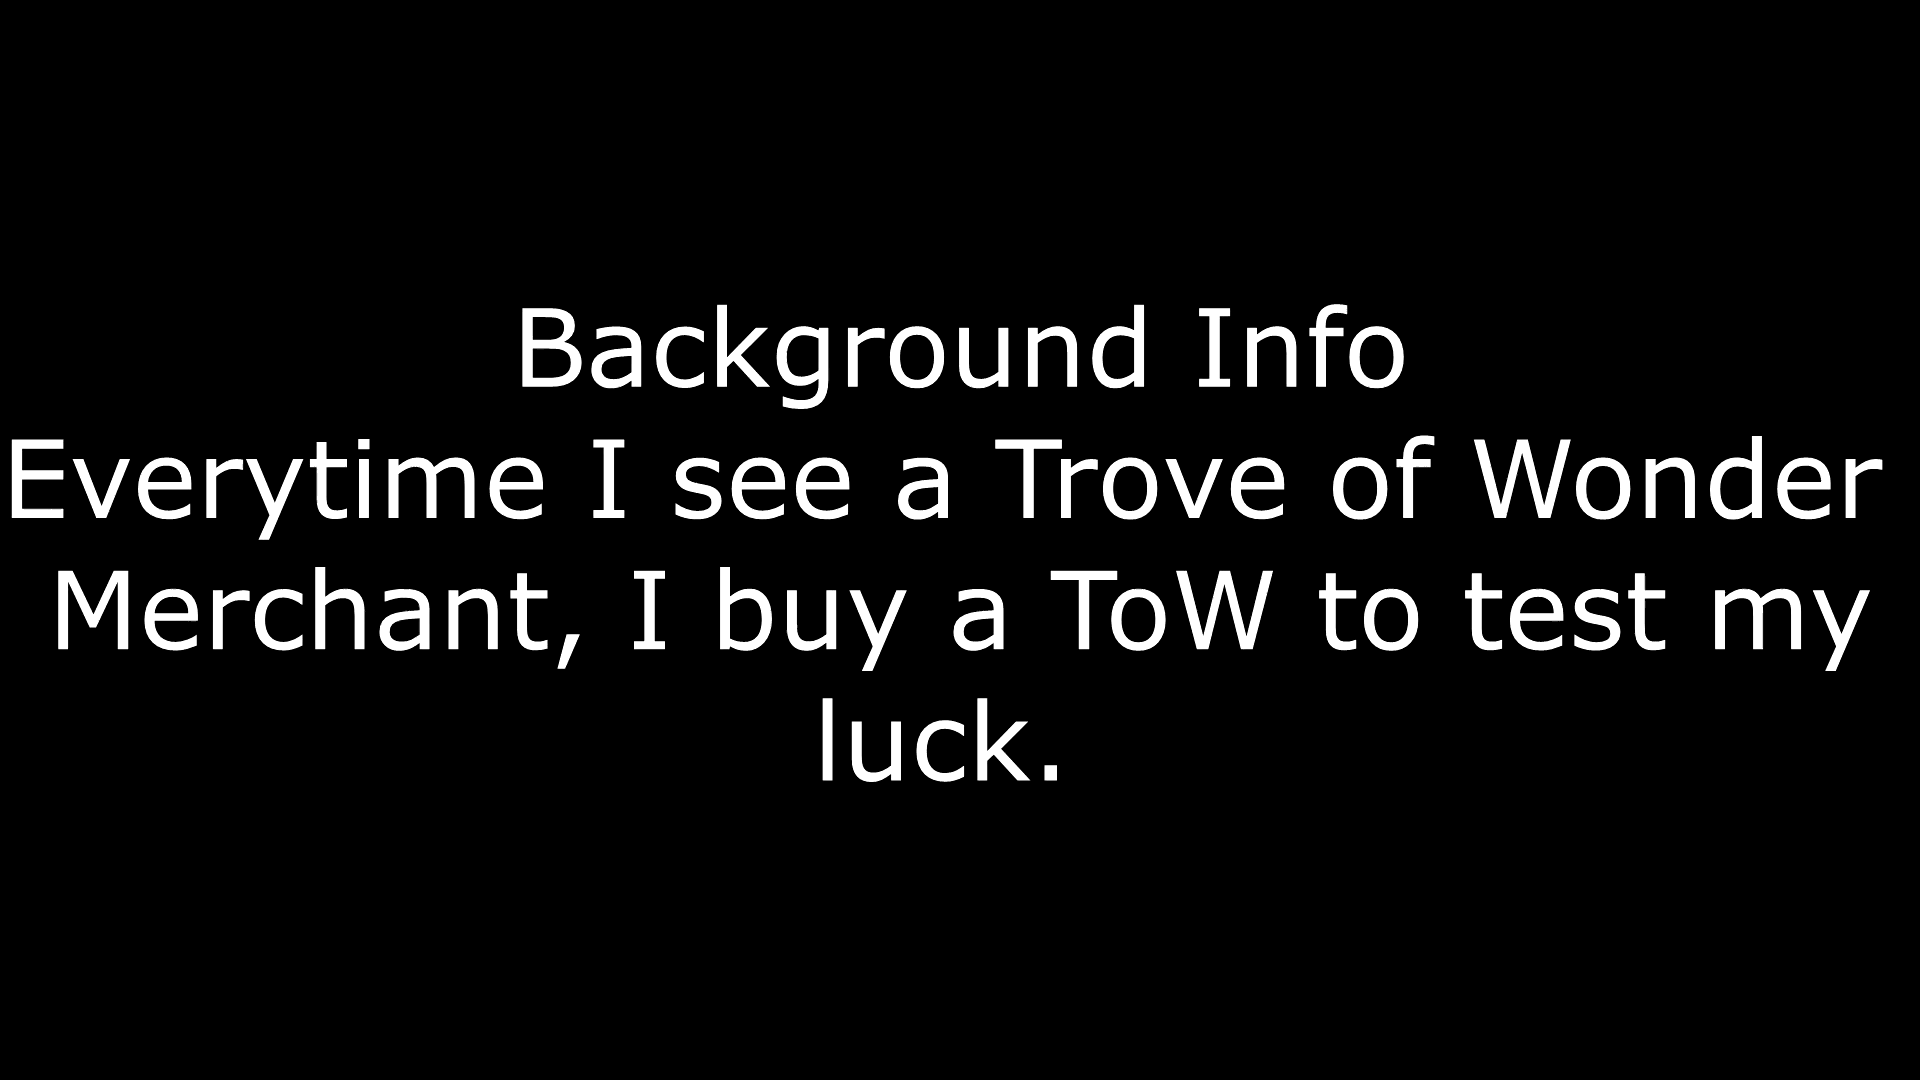 Background Info
Everytime I see a Trove of Wonder
Merchant, I buy a ToW to test my
luck.